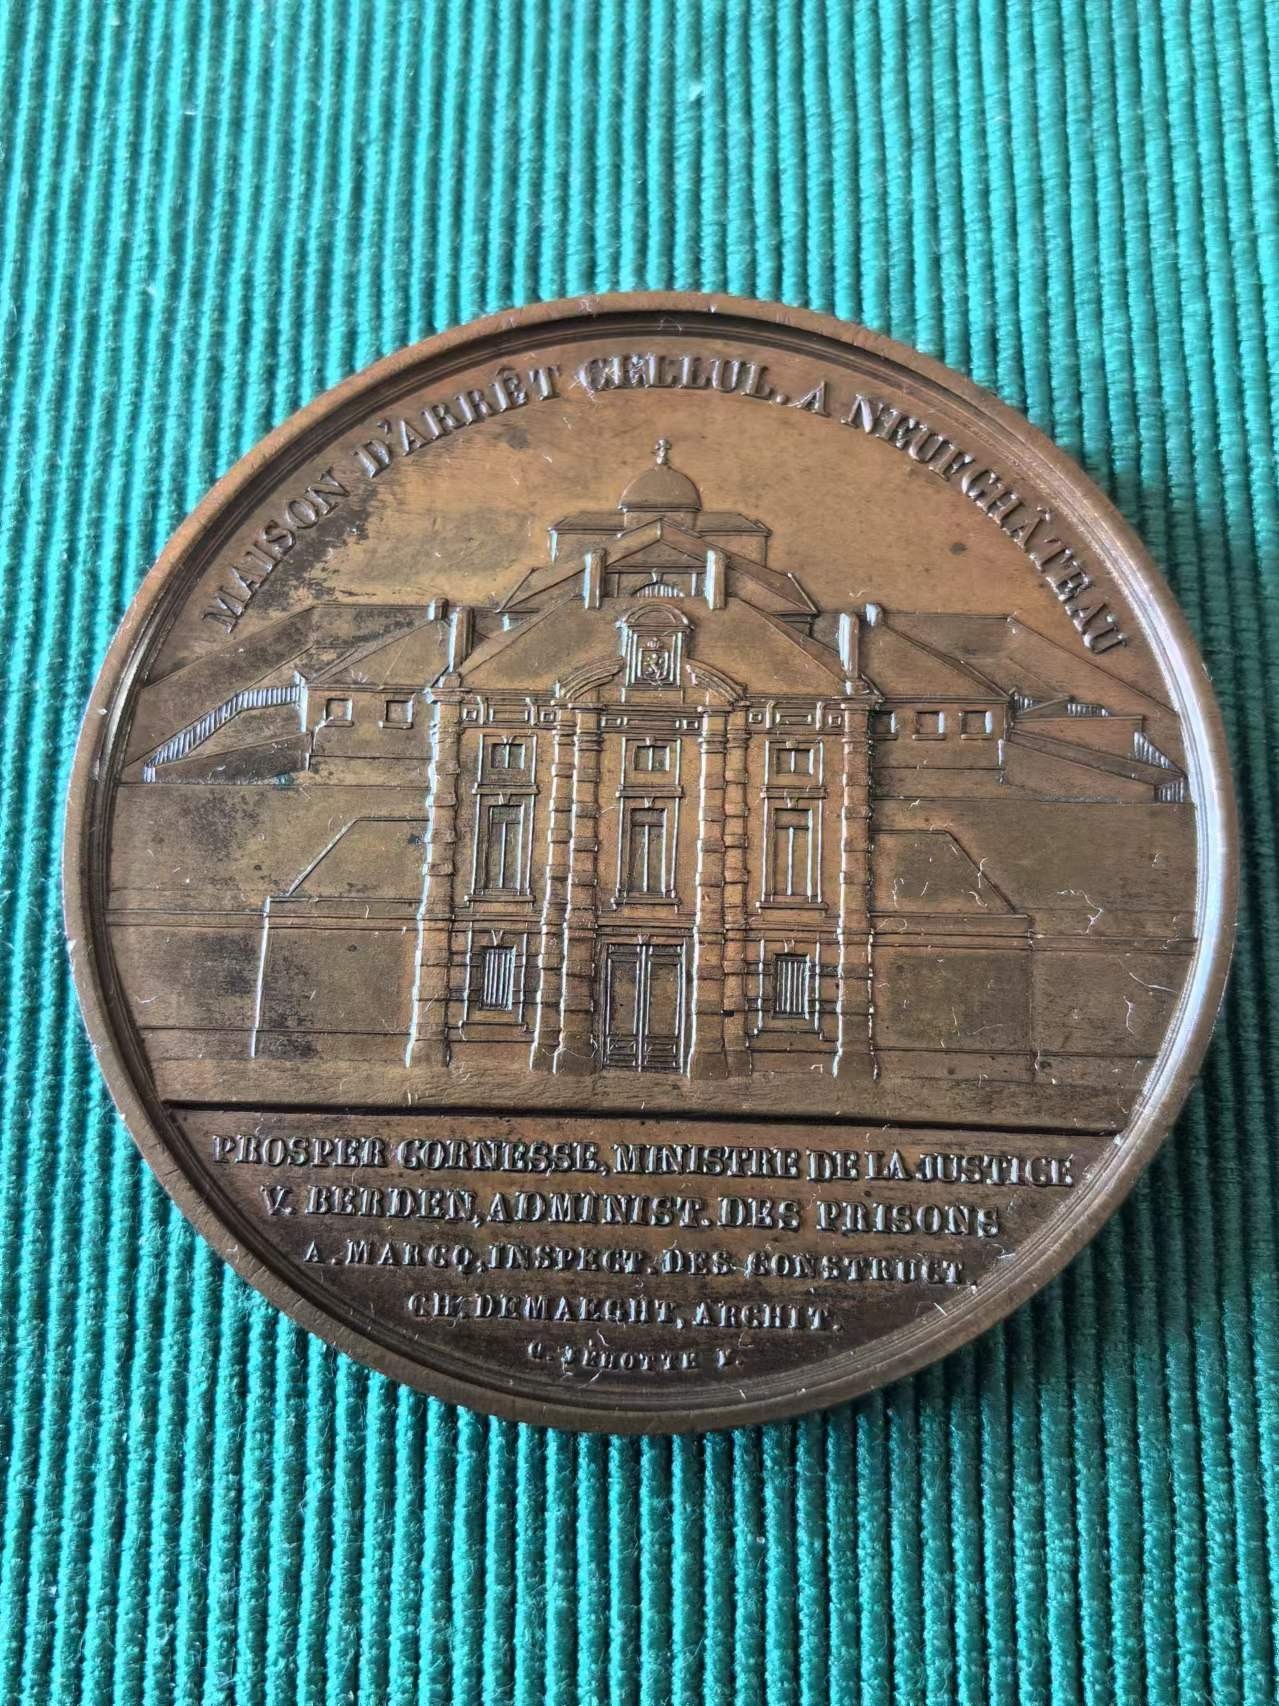 MAISON D'ARRÊT CELLUL. A NEUFCHÂTEAU
PROSPER CORNESSE, MINISTRE DE LA JUSTICE
V. BERDEN, ADMINIST. DES PRISONS
A. MARCQ, INSPECT. DES CONSTRUCT.
CH. DEMAEGHT, ARCHIT.
C. JEHOTTE F.